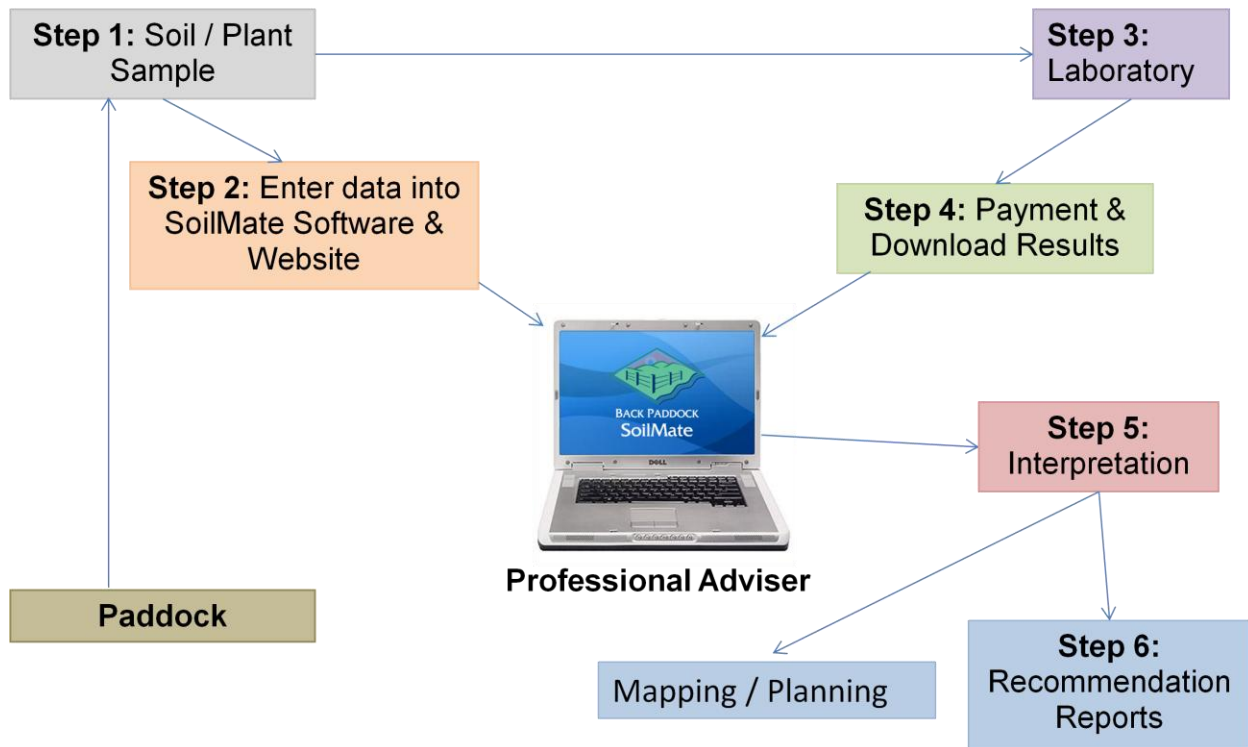 Step 1: Soil / Plant
Sample
Step 3:
Laboratory
Step 2: Enter data into
SoilMate Software &
Website
Step 4: Payment &
Download Results
BACK PADDOCK
SoilMate
DELL
Professional Adviser
Step 5:
Interpretation
Paddock
Mapping / Planning
Step 6:
Recommendation
Reports